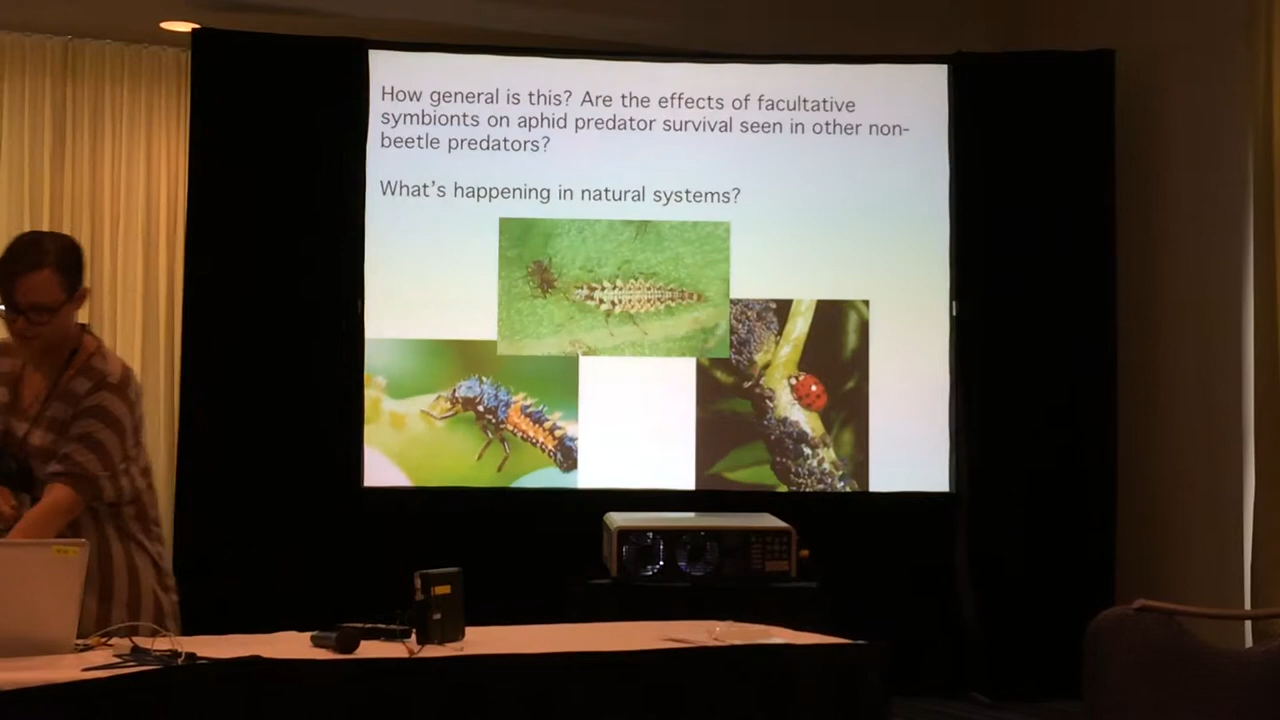 How general is this? Are the effects of facultative
symbionts on aphid predator survival seen in other non-
beetle predators?
What's happening in natural systems?